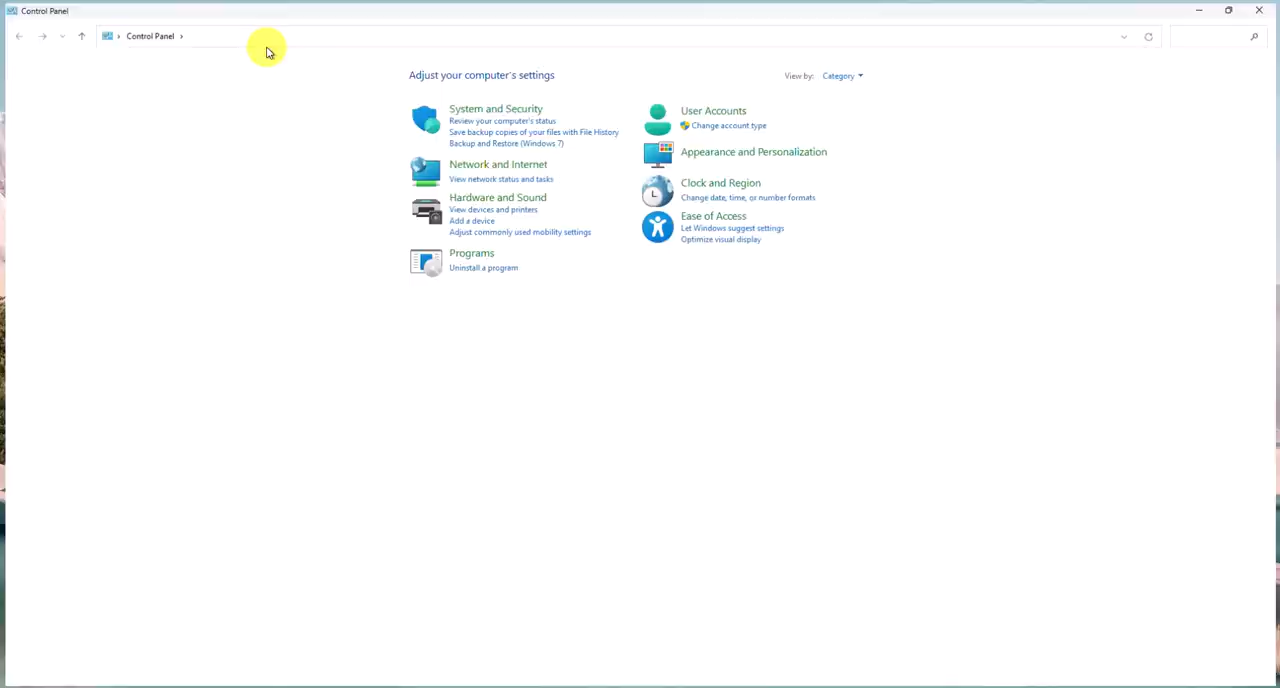 Control Panel
Control Panel
Adjust your computer's settings
View by: Category
System and Security
Review your computer's status
Save backup copies of your files with File History
Backup and Restore (Windows 7)
Network and Internet
View network status and tasks
Hardware and Sound
View devices and printers
Add a device
Adjust commonly used mobility settings
Programs
Uninstall a program
User Accounts
Change account type
Appearance and Personalization
Clock and Region
Change date, time, or number formats
Ease of Access
Let Windows suggest settings
Optimize visual display